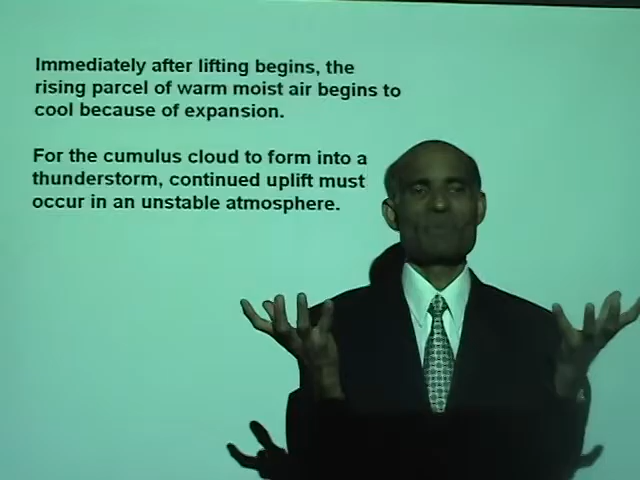 Immediately after lifting begins, the
rising parcel of warm moist air begins to
cool because of expansion.
For the cumulus cloud to form into a
thunderstorm, continued uplift must
occur in an unstable atmosphere.